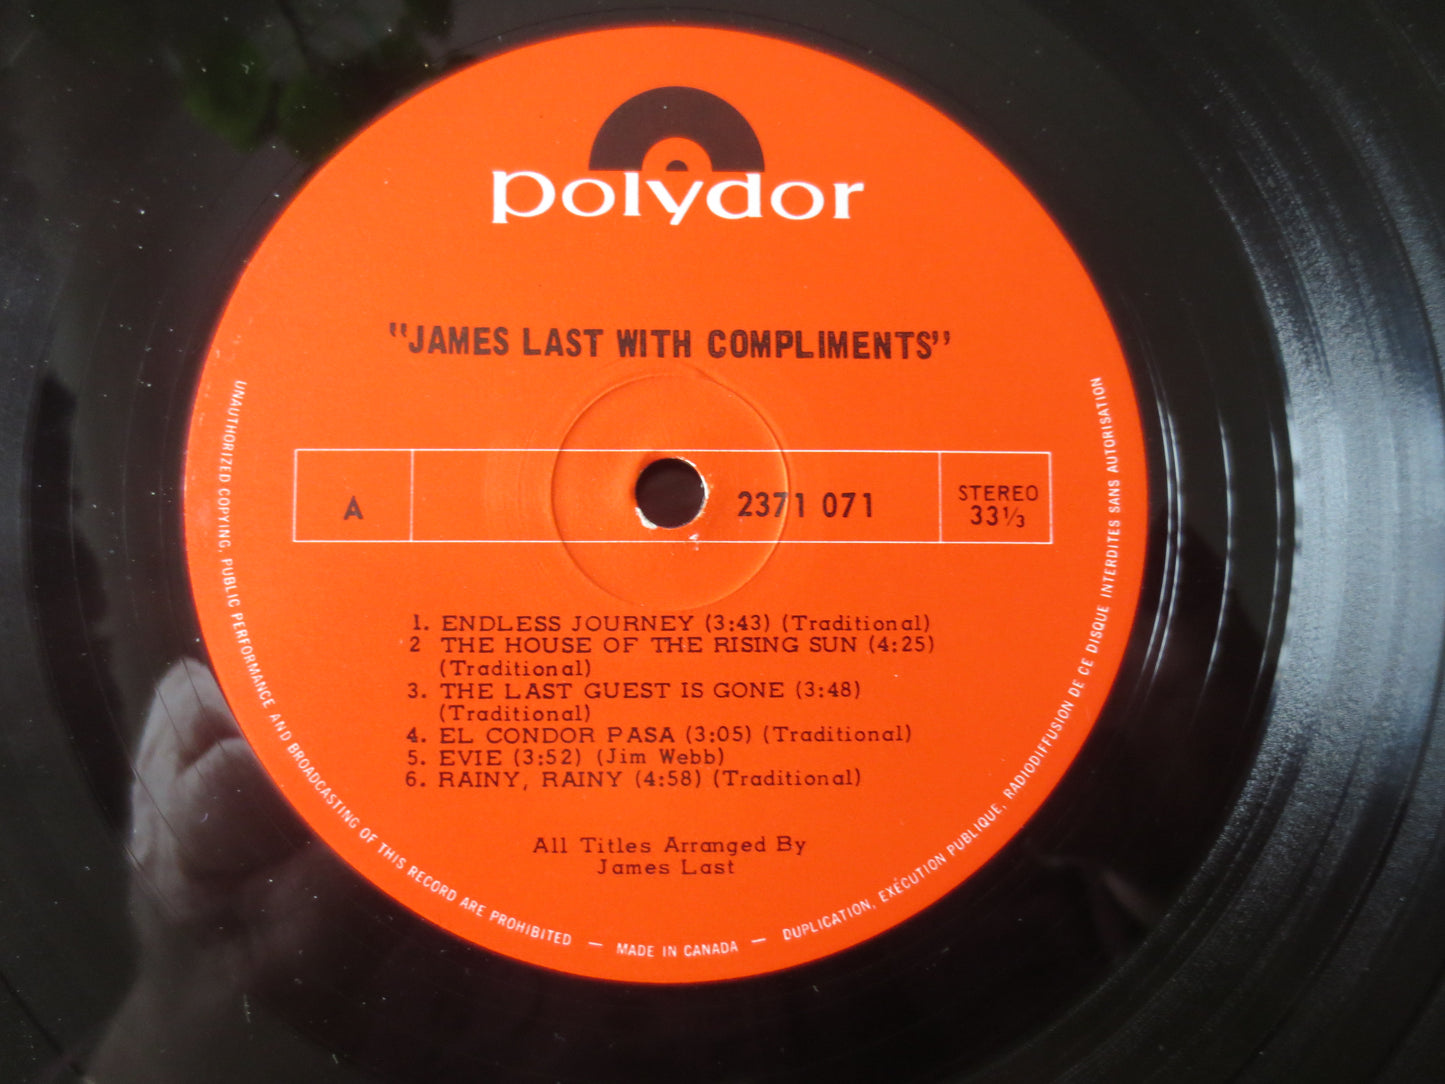 polydor
"JAMES LAST WITH COMPLIMENTS"
A
2371 071
STEREO
33⅓
1. ENDLESS JOURNEY (3:43) (Traditional)
2 THE HOUSE OF THE RISING SUN (4:25)
(Traditional)
3. THE LAST GUEST IS GONE (3:48)
(Traditional)
4. EL CONDOR PASA (3:05) (Traditional)
5. EVIE (3:52) (Jim Webb)
6. RAINY, RAINY (4:58) (Traditional)
All Titles Arranged By
James Last
UNAUTHORIZED COPYING, PUBLIC PERFORMANCE AND BROADCASTING OF THIS RECORD ARE PROHIBITED — MADE IN CANADA — DUPLICATION, EXÉCUTION PUBLIQUE, RADIODIFFUSION DE CE DISQUE INTERDITES SANS AUTORISATION